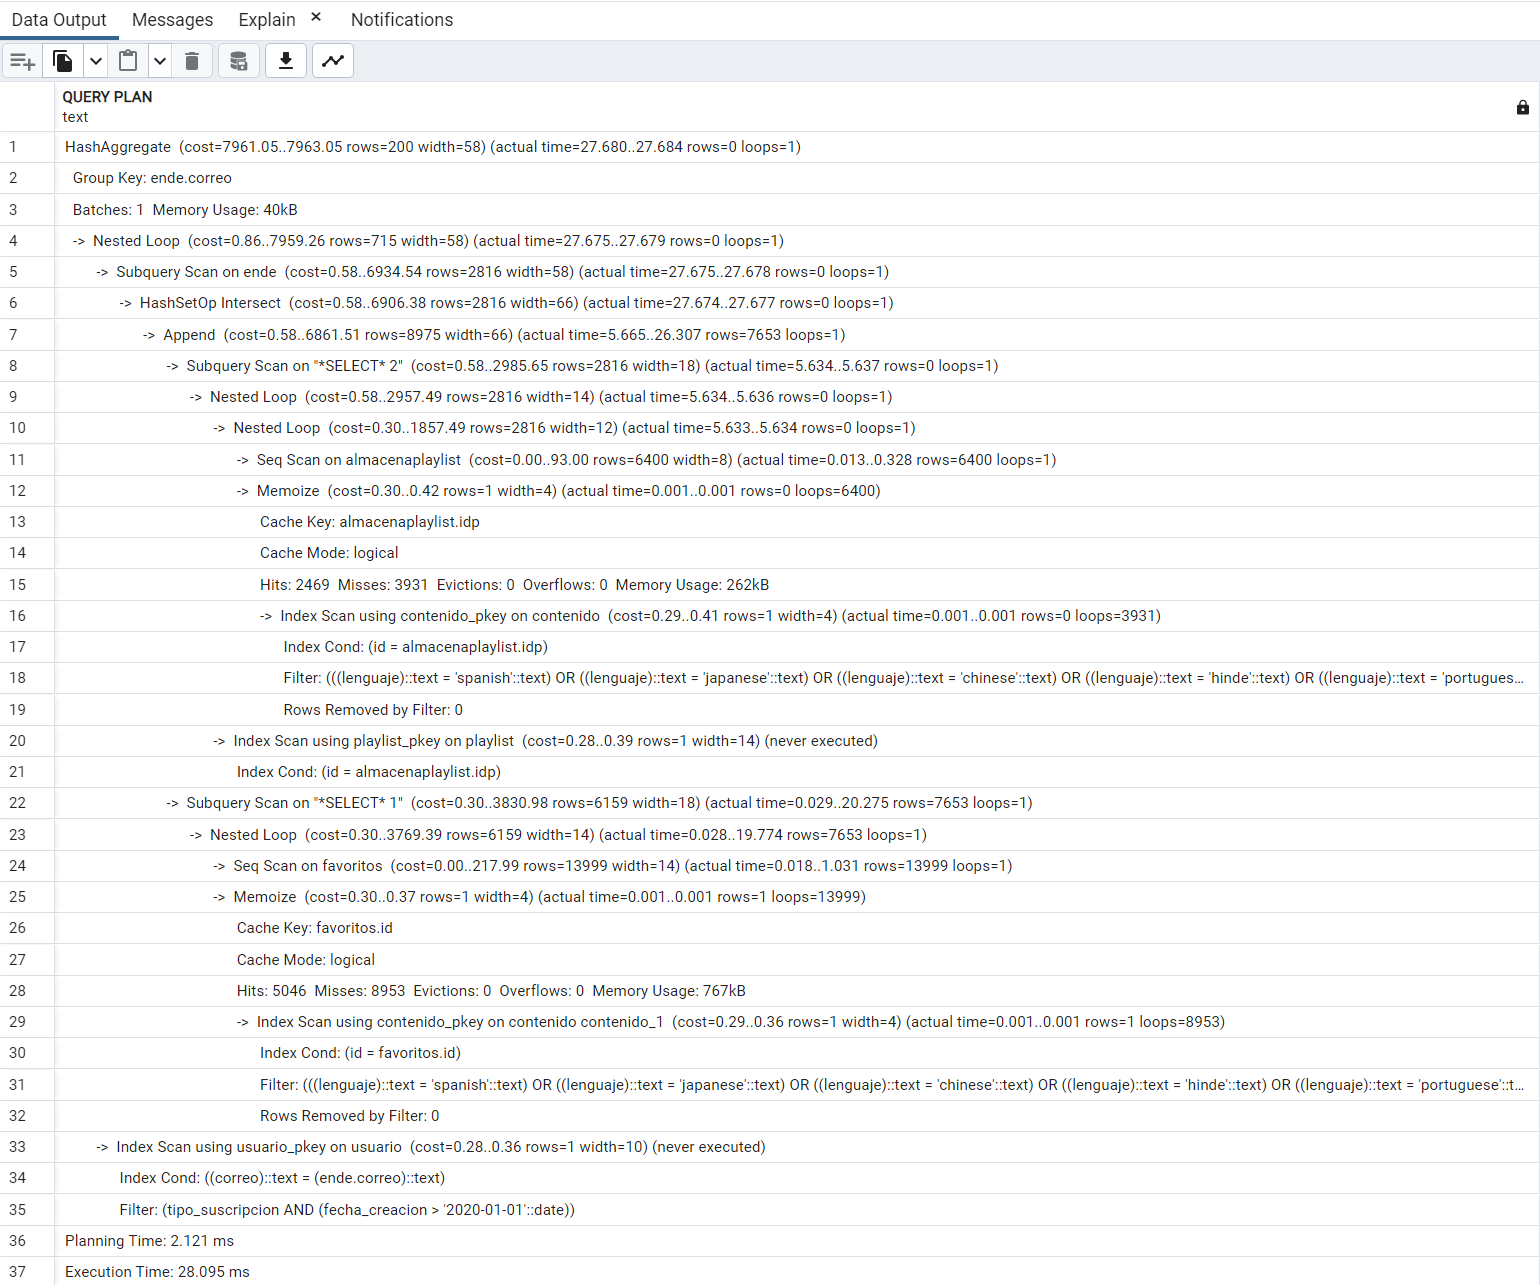 Data Output Messages Explain × Notifications
QUERY PLAN
text
1 HashAggregate (cost=7961.05..7963.05 rows=200 width=58) (actual time=27.680..27.684 rows=0 loops=1)
2 Group Key: ende.correo
3 Batches: 1 Memory Usage: 40kB
4 -> Nested Loop (cost=0.86..7959.26 rows=715 width=58) (actual time=27.675..27.679 rows=0 loops=1)
5 -> Subquery Scan on ende (cost=0.58..6934.54 rows=2816 width=58) (actual time=27.675..27.678 rows=0 loops=1)
6 -> HashSetOp Intersect (cost=0.58..6906.38 rows=2816 width=66) (actual time=27.674..27.677 rows=0 loops=1)
7 -> Append (cost=0.58..6861.51 rows=8975 width=66) (actual time=5.665..26.307 rows=7653 loops=1)
8 -> Subquery Scan on "*SELECT* 2" (cost=0.58..2985.65 rows=2816 width=18) (actual time=5.634..5.637 rows=0 loops=1)
9 -> Nested Loop (cost=0.58..2957.49 rows=2816 width=14) (actual time=5.634..5.636 rows=0 loops=1)
10 -> Nested Loop (cost=0.30..1857.49 rows=2816 width=12) (actual time=5.633..5.634 rows=0 loops=1)
11 -> Seq Scan on almacenaplaylist (cost=0.00..93.00 rows=6400 width=8) (actual time=0.013..0.328 rows=6400 loops=1)
12 -> Memoize (cost=0.30..0.42 rows=1 width=4) (actual time=0.001..0.001 rows=0 loops=6400)
13 Cache Key: almacenaplaylist.idp
14 Cache Mode: logical
15 Hits: 2469 Misses: 3931 Evictions: 0 Overflows: 0 Memory Usage: 262kB
16 -> Index Scan using contenido_pkey on contenido (cost=0.29..0.41 rows=1 width=4) (actual time=0.001..0.001 rows=0 loops=3931)
17 Index Cond: (id = almacenaplaylist.idp)
18 Filter: (((lenguaje)::text = 'spanish'::text) OR ((lenguaje)::text = 'japanese'::text) OR ((lenguaje)::text = 'chinese'::text) OR ((lenguaje)::text = 'hinde'::text) OR ((lenguaje)::text = 'portugues...
19 Rows Removed by Filter: 0
20 -> Index Scan using playlist_pkey on playlist (cost=0.28..0.39 rows=1 width=14) (never executed)
21 Index Cond: (id = almacenaplaylist.idp)
22 -> Subquery Scan on "*SELECT* 1" (cost=0.30..3830.98 rows=6159 width=18) (actual time=0.029..20.275 rows=7653 loops=1)
23 -> Nested Loop (cost=0.30..3769.39 rows=6159 width=14) (actual time=0.028..19.774 rows=7653 loops=1)
24 -> Seq Scan on favoritos (cost=0.00..217.99 rows=13999 width=14) (actual time=0.018..1.031 rows=13999 loops=1)
25 -> Memoize (cost=0.30..0.37 rows=1 width=4) (actual time=0.001..0.001 rows=1 loops=13999)
26 Cache Key: favoritos.id
27 Cache Mode: logical
28 Hits: 5046 Misses: 8953 Evictions: 0 Overflows: 0 Memory Usage: 767kB
29 -> Index Scan using contenido_pkey on contenido contenido_1 (cost=0.29..0.36 rows=1 width=4) (actual time=0.001..0.001 rows=1 loops=8953)
30 Index Cond: (id = favoritos.id)
31 Filter: (((lenguaje)::text = 'spanish'::text) OR ((lenguaje)::text = 'japanese'::text) OR ((lenguaje)::text = 'chinese'::text) OR ((lenguaje)::text = 'hinde'::text) OR ((lenguaje)::text = 'portuguese'::t...
32 Rows Removed by Filter: 0
33 -> Index Scan using usuario_pkey on usuario (cost=0.28..0.36 rows=1 width=10) (never executed)
34 Index Cond: ((correo)::text = (ende.correo)::text)
35 Filter: (tipo_suscripcion AND (fecha_creacion > '2020-01-01'::date))
36 Planning Time: 2.121 ms
37 Execution Time: 28.095 ms